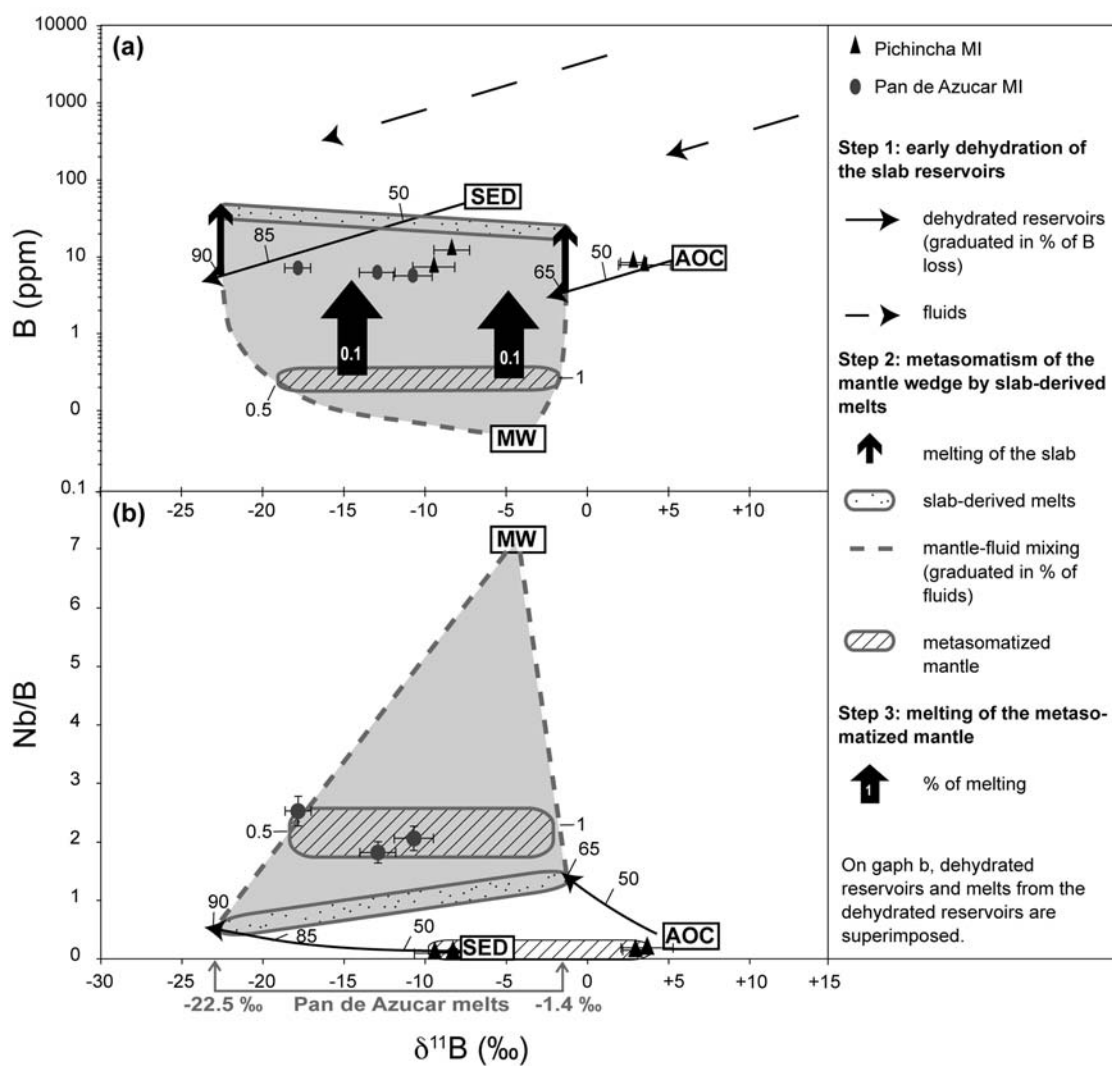 (a)
B (ppm)
10000
1000
100
10
1
0
0.1
SED
50
85
90
AOC
50
65
0.1
0.1
0.5
1
MW
-25
-20
-15
-10
-5
0
+5
+10
(b)
Nb/B
7
6
5
4
3
2
1
0
MW
0.5
1
65
50
90
85
50
SED
AOC
-30
-25
-20
-15
-10
-5
0
+5
+10
+15
-22.5 ‰
Pan de Azucar melts
-1.4 ‰
δ11B (‰)
Pichincha MI
Pan de Azucar MI
Step 1: early dehydration of
the slab reservoirs
dehydrated reservoirs
(graduated in % of B
loss)
fluids
Step 2: metasomatism of the
mantle wedge by slab-derived
melts
melting of the slab
slab-derived melts
mantle-fluid mixing
(graduated in % of
fluids)
metasomatized
mantle
Step 3: melting of the metaso-
matized mantle
1
% of melting
On gaph b, dehydrated
reservoirs and melts from the
dehydrated reservoirs are
superimposed.